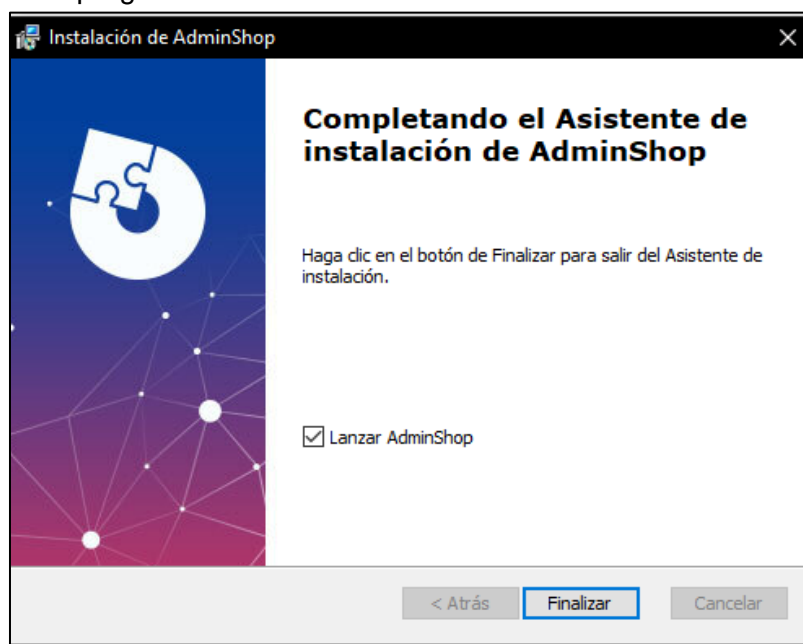 Instalación de AdminShop
Completando el Asistente de
instalación de AdminShop
Haga clic en el botón de Finalizar para salir del Asistente de
instalación.
Lanzar AdminShop
< Atrás Finalizar Cancelar